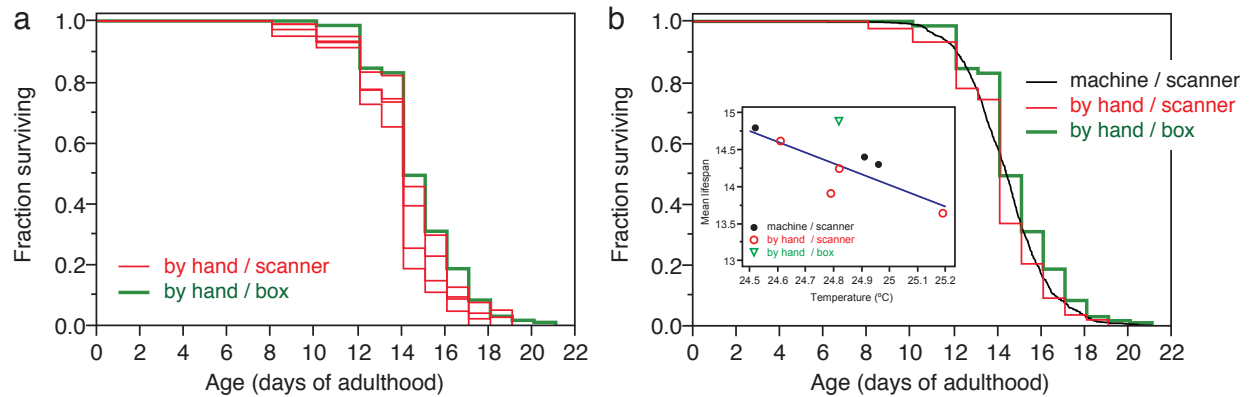 a
Fraction surviving
1.0
0.8
0.6
0.4
0.2
0.0
by hand / scanner
by hand / box
0 2 4 6 8 10 12 14 16 18 20 22
Age (days of adulthood)
b
Fraction surviving
1.0
0.8
0.6
0.4
0.2
0.0
machine / scanner
by hand / scanner
by hand / box
Mean lifespan
15
14.5
14
13.5
13
machine / scanner
by hand / scanner
by hand / box
24.5 24.6 24.7 24.8 24.9 25 25.1 25.2
Temperature (ºC)
0 2 4 6 8 10 12 14 16 18 20 22
Age (days of adulthood)